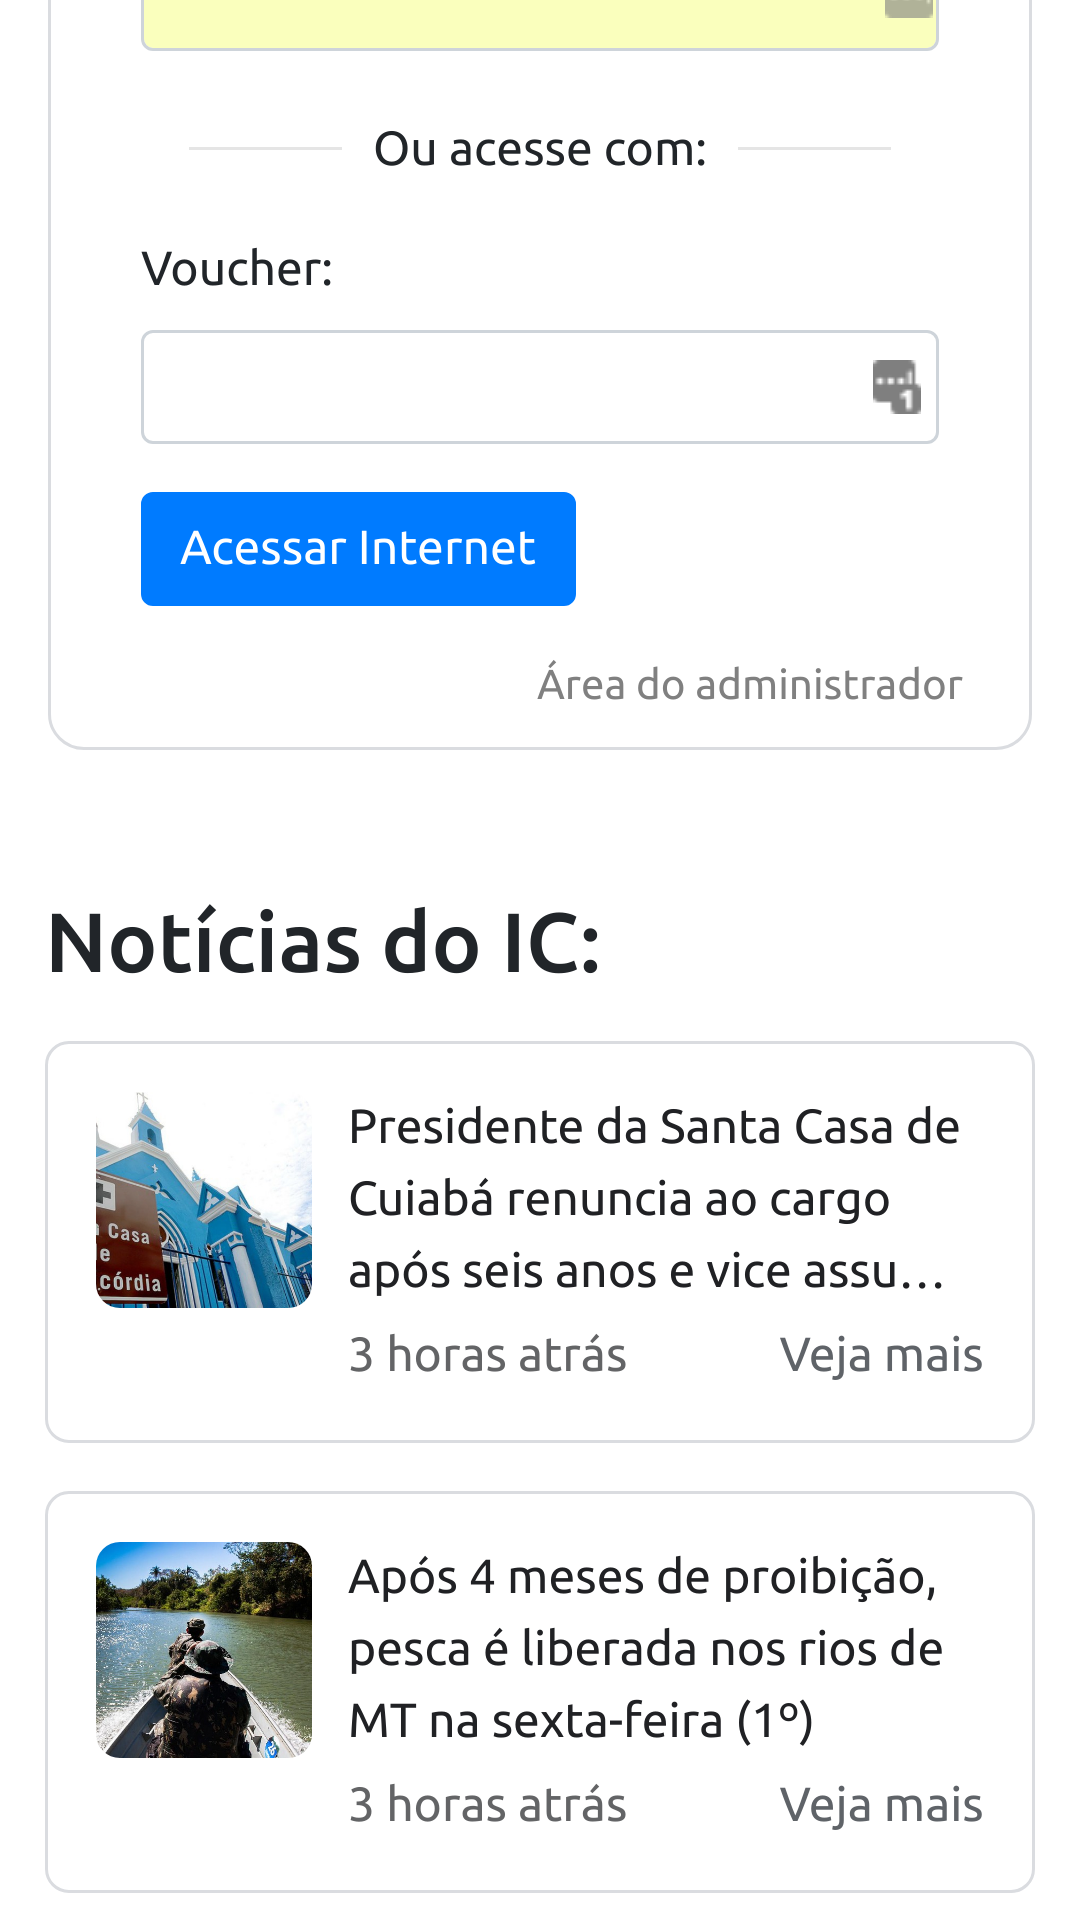 Ou acesse com:
Voucher:
1
Acessar Internet
Área do administrador
Notícias do IC:
Casa
e
córdia
Presidente da Santa Casa de
Cuiabá renuncia ao cargo
após seis anos e vice assu...
3 horas atrás Veja mais
Após 4 meses de proibição,
pesca é liberada nos rios de
MT na sexta-feira (1º)
3 horas atrás Veja mais